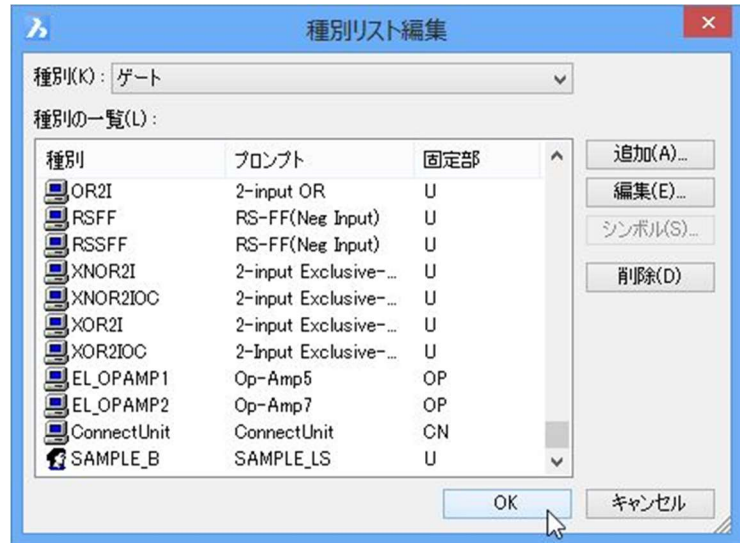 種別リスト編集
種別(K): ゲート
種別の一覧(L):
種別 プロンプト 固定部
OR2I 2-input OR U
RSFF RS-FF(Neg Input) U
RSSFF RS-FF(Neg Input) U
XNOR2I 2-input Exclusive-... U
XNOR2IOC 2-input Exclusive-... U
XOR2I 2-input Exclusive-... U
XOR2IOC 2-Input Exclusive-... U
EL_OPAMP1 Op-Amp5 OP
EL_OPAMP2 Op-Amp7 OP
ConnectUnit ConnectUnit CN
SAMPLE_B SAMPLE_LS U
追加(A)...
編集(E)...
シンボル(S)...
削除(D)
OK キャンセル